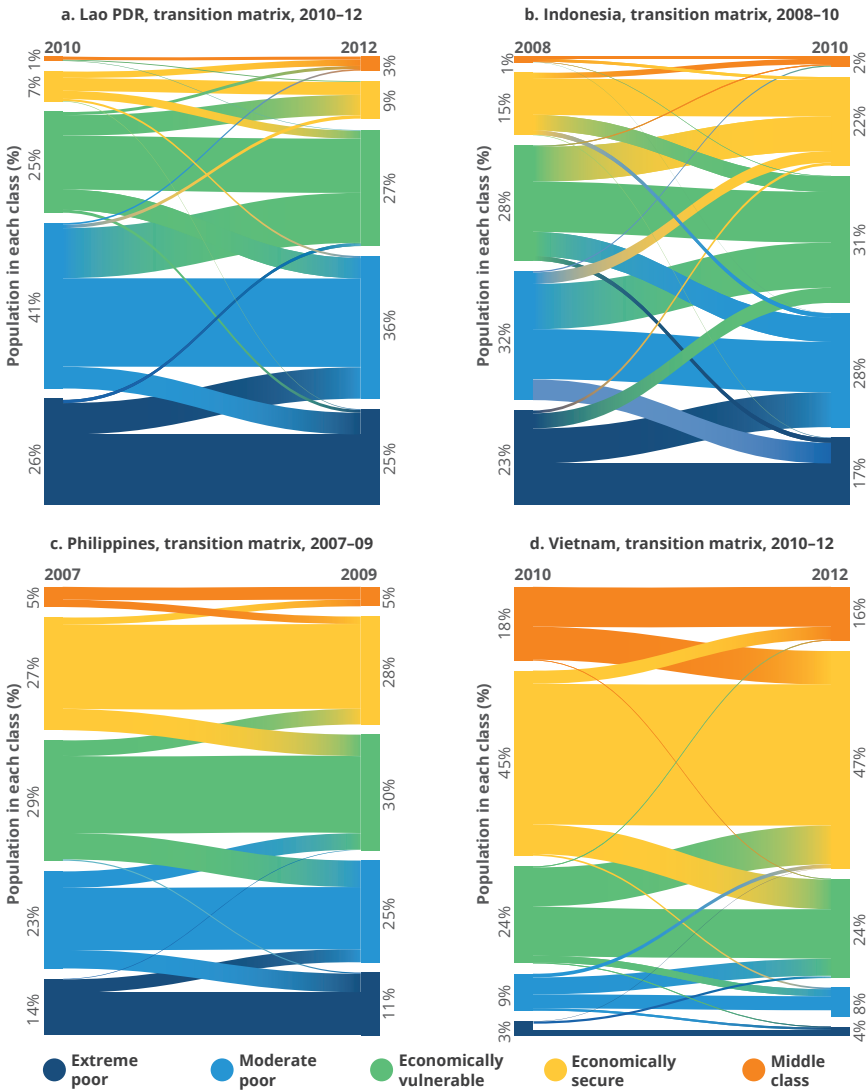 a. Lao PDR, transition matrix, 2010–12
2010
2012
Population in each class (%)
1%
7%
25%
41%
26%
3%
9%
27%
36%
25%
b. Indonesia, transition matrix, 2008–10
2008
2010
Population in each class (%)
1%
15%
28%
32%
23%
2%
22%
31%
28%
17%
c. Philippines, transition matrix, 2007–09
2007
2009
Population in each class (%)
5%
27%
29%
23%
14%
5%
28%
30%
25%
11%
d. Vietnam, transition matrix, 2010–12
2010
2012
Population in each class (%)
18%
45%
24%
9%
3%
16%
47%
24%
8%
4%
Extreme
poor
Moderate
poor
Economically
vulnerable
Economically
secure
Middle
class